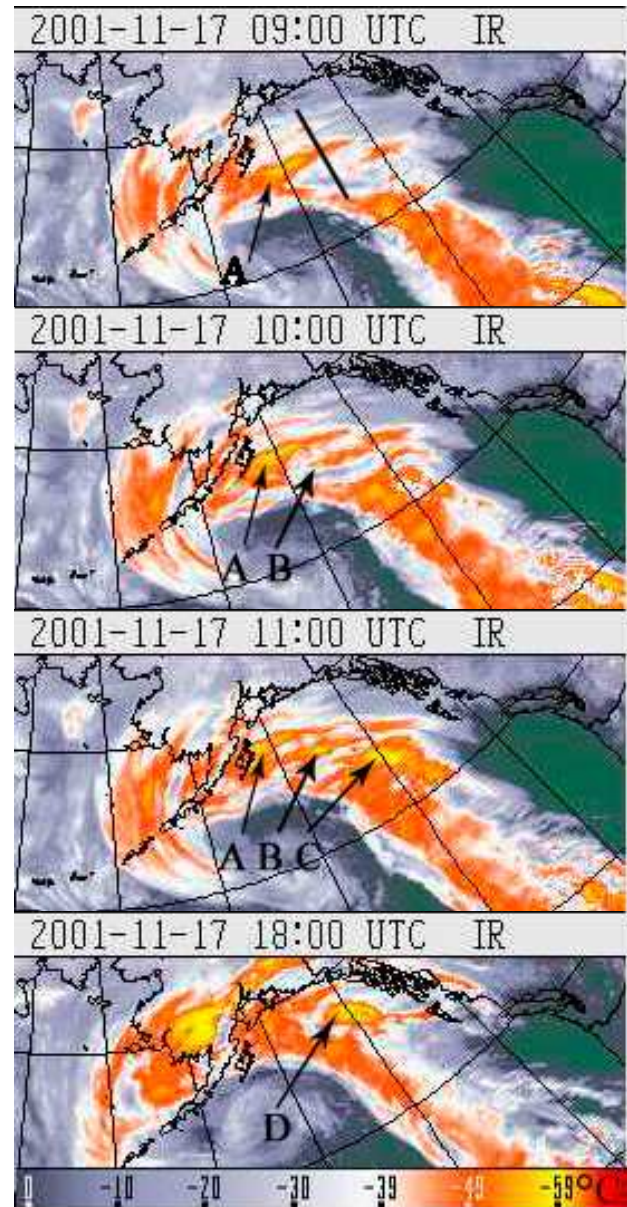 2001-11-17 09:00 UTC IR
A
2001-11-17 10:00 UTC IR
A B
2001-11-17 11:00 UTC IR
A B C
2001-11-17 18:00 UTC IR
D
0 -10 -20 -30 -39 -49 -59°C